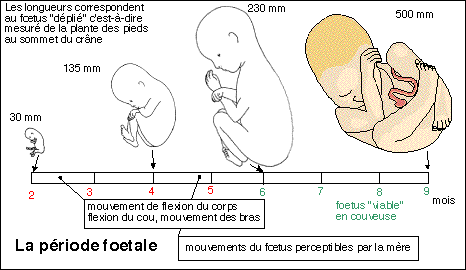 Les longueurs correspondent
au fœtus "déplié" c'est-à-dire
mesuré de la plante des pieds
au sommet du crâne
230 mm
500 mm
135 mm
30 mm
2 3 4 5 6 7 8 9 mois
mouvement de flexion du corps
flexion du cou, mouvement des bras
foetus "viable"
en couveuse
La période foetale
mouvements du fœtus perceptibles par la mère